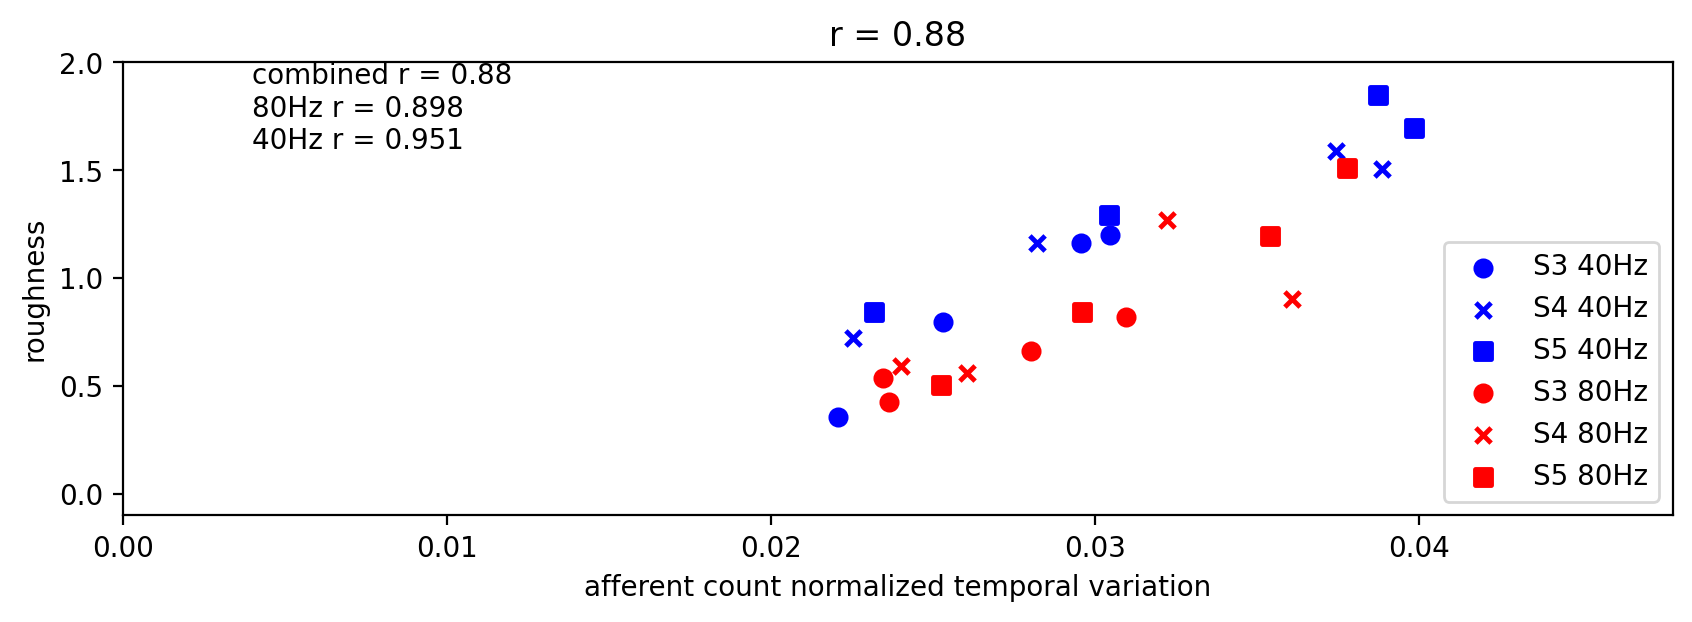 r = 0.88
combined r = 0.88
80Hz r = 0.898
40Hz r = 0.951
2.0
1.5
1.0
0.5
0.0
roughness
S3 40Hz
S4 40Hz
S5 40Hz
S3 80Hz
S4 80Hz
S5 80Hz
0.00 0.01 0.02 0.03 0.04
afferent count normalized temporal variation